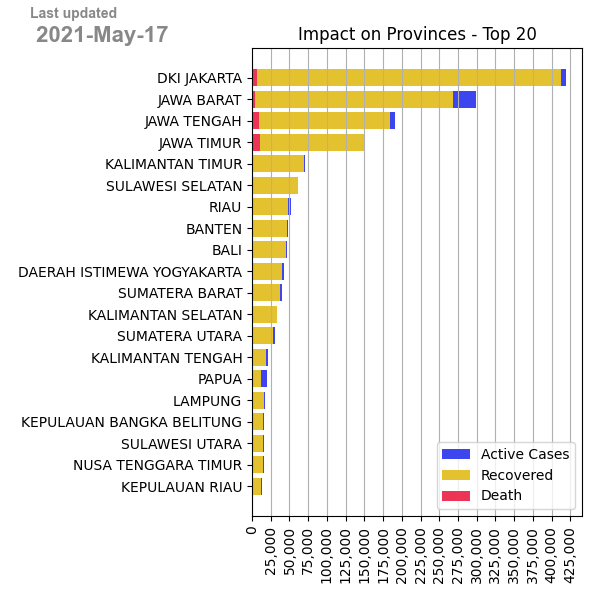 Last updated
2021-May-17
Impact on Provinces - Top 20
DKI JAKARTA
JAWA BARAT
JAWA TENGAH
JAWA TIMUR
KALIMANTAN TIMUR
SULAWESI SELATAN
RIAU
BANTEN
BALI
DAERAH ISTIMEWA YOGYAKARTA
SUMATERA BARAT
KALIMANTAN SELATAN
SUMATERA UTARA
KALIMANTAN TENGAH
PAPUA
LAMPUNG
KEPULAUAN BANGKA BELITUNG
SULAWESI UTARA
NUSA TENGGARA TIMUR
KEPULAUAN RIAU
Active Cases
Recovered
Death
0
25,000
50,000
75,000
100,000
125,000
150,000
175,000
200,000
225,000
250,000
275,000
300,000
325,000
350,000
375,000
400,000
425,000